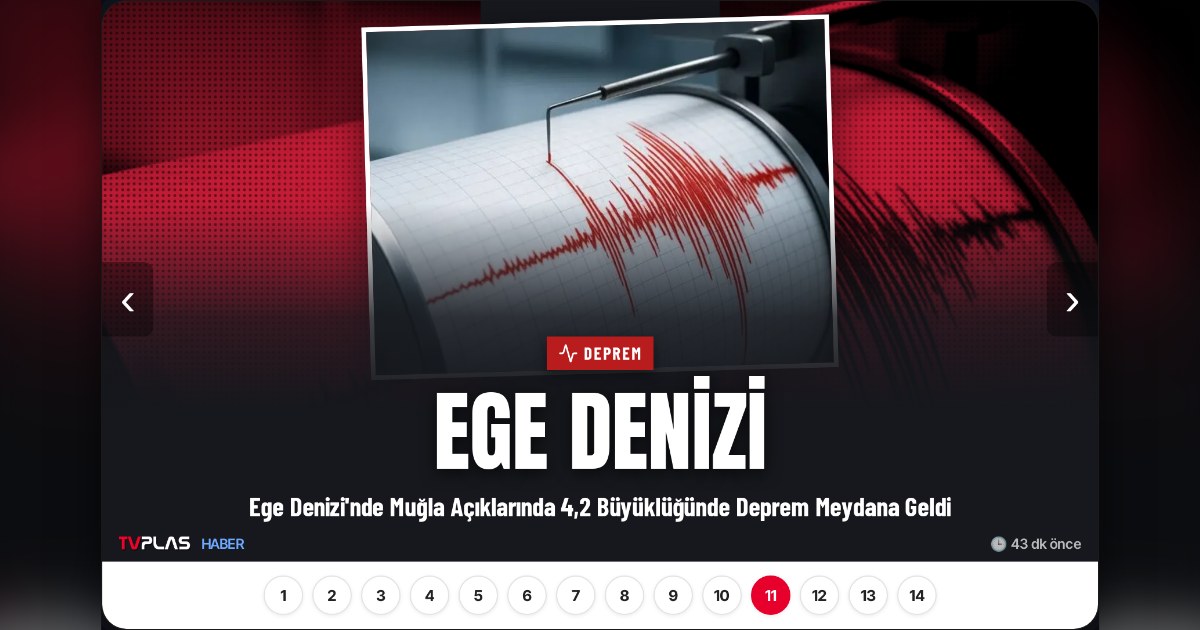 DEPREM
EGE DENİZİ
Ege Denizi'nde Muğla Açıklarında 4,2 Büyüklüğünde Deprem Meydana Geldi
TVPLAS HABER
43 dk önce
1 2 3 4 5 6 7 8 9 10 11 12 13 14